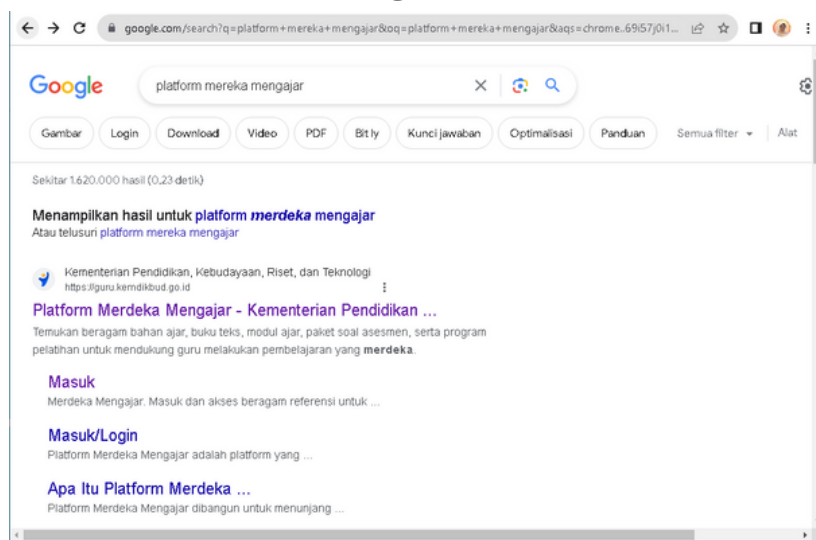 google.com/search?q=platform+mereka+mengajar&oq=platform+mereka+mengajar&aqs=chrome..69i57j0i1...
Google
platform mereka mengajar
Gambar
Login
Download
Video
PDF
Bit ly
Kunci jawaban
Optimalisasi
Panduan
Semua filter
Alat
Sekitar 1.620.000 hasil (0,23 detik)
Menampilkan hasil untuk platform merdeka mengajar
Atau telusuri platform mereka mengajar
Kementerian Pendidikan, Kebudayaan, Riset, dan Teknologi
https://guru.kemdikbud.go.id
Platform Merdeka Mengajar - Kementerian Pendidikan ...
Temukan beragam bahan ajar, buku teks, modul ajar, paket soal asesmen, serta program
pelatihan untuk mendukung guru melakukan pembelajaran yang merdeka.
Masuk
Merdeka Mengajar. Masuk dan akses beragam referensi untuk ...
Masuk/Login
Platform Merdeka Mengajar adalah platform yang ...
Apa Itu Platform Merdeka ...
Platform Merdeka Mengajar dibangun untuk menunjang ...